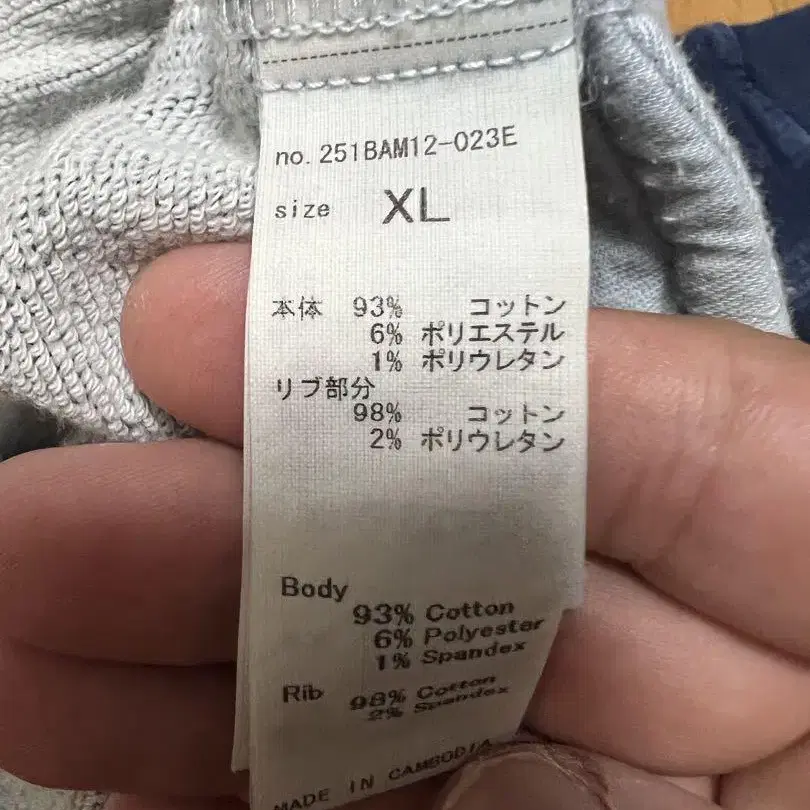 no. 251BAM12-023E
size XL
本体 93% コットン
6% ポリエステル
1% ポリウレタン
リブ部分
98% コットン
2% ポリウレタン
Body
93% Cotton
6% Polyester
1% Spandex
Rib 98% Cotton
2% Spandex
MADE IN CAMBODIA